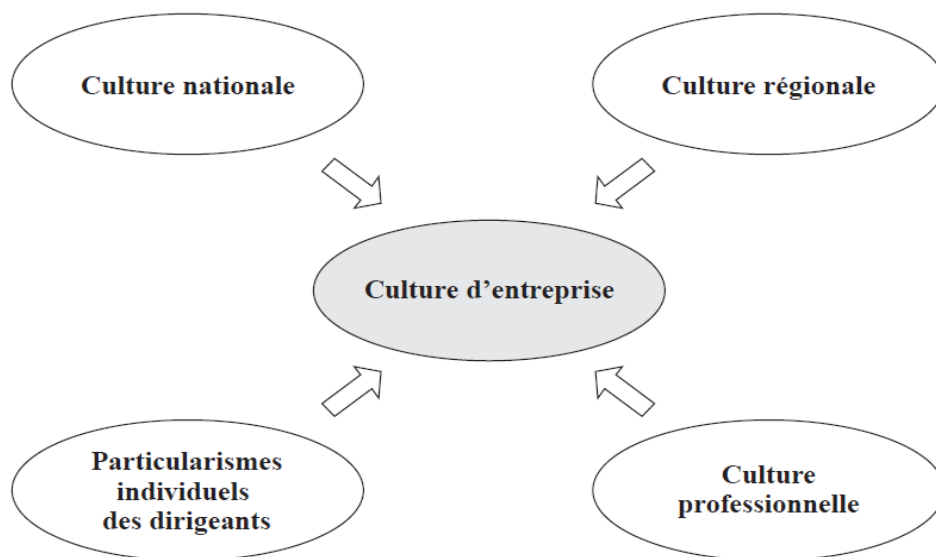 Culture nationale
Culture régionale
Culture d’entreprise
Particularismes
individuels
des dirigeants
Culture
professionnelle